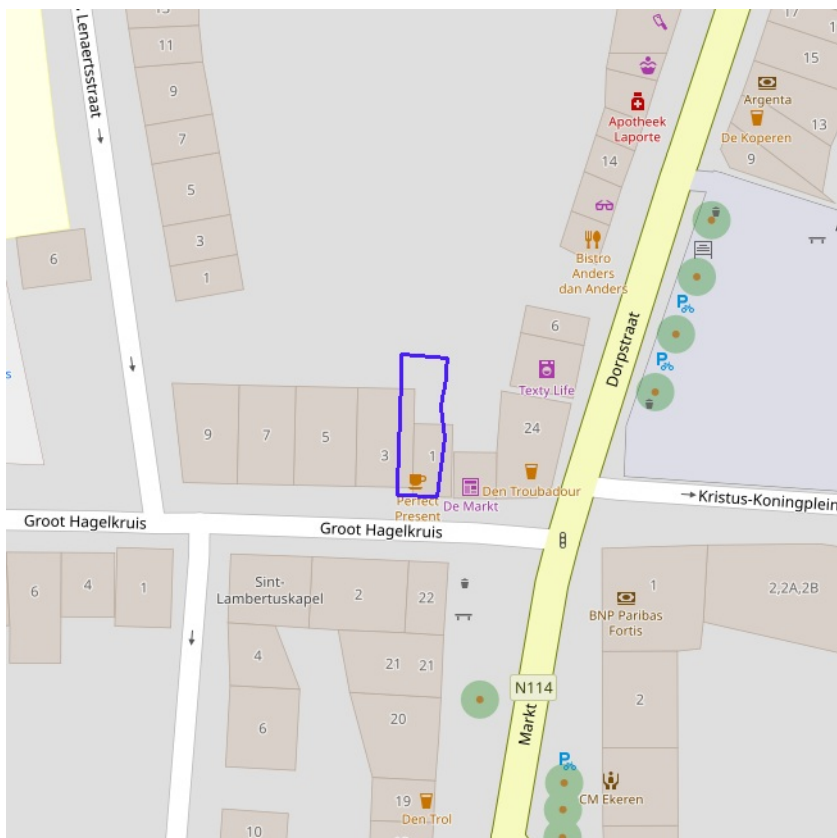 Lenaertsstraat
11
9
7
5
3
1
6
17
15
Argenta
De Koperen
13
9
Apotheek
Laporte
14
Bistro
Anders
dan Anders
Dorpstraat
6
Texty Life
24
Den Troubadour
9
7
5
3
1
Perfect
Present
De Markt
Kristus-Koningplein
Groot Hagelkruis
Groot Hagelkruis
6
4
1
Sint-
Lambertuskapel
2
22
4
21
21
6
20
19
Den Trol
10
N114
Markt
1
2,2A,2B
BNP Paribas
Fortis
2
CM Ekeren